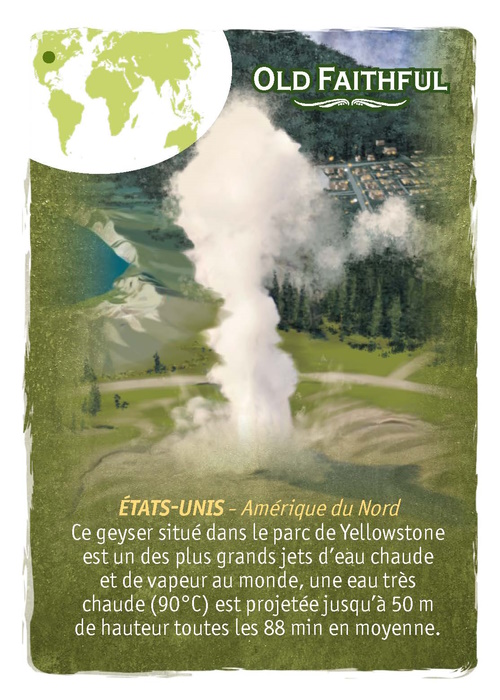 OLD FAITHFUL
ÉTATS-UNIS – Amérique du Nord
Ce geyser situé dans le parc de Yellowstone
est un des plus grands jets d'eau chaude
et de vapeur au monde, une eau très
chaude (90°C) est projetée jusqu'à 50 m
de hauteur toutes les 88 min en moyenne.